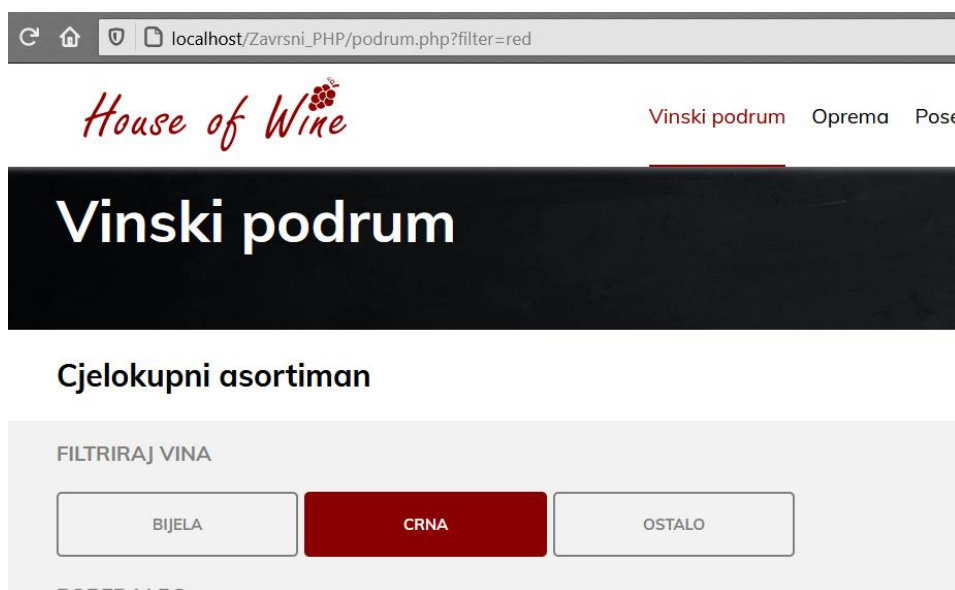 localhost/Zavrsni_PHP/podrum.php?filter=red
House of Wine
Vinski podrum Oprema
Vinski podrum
Cjelokupni asortiman
FILTRIRAJ VINA
BIJELA CRNA OSTALO